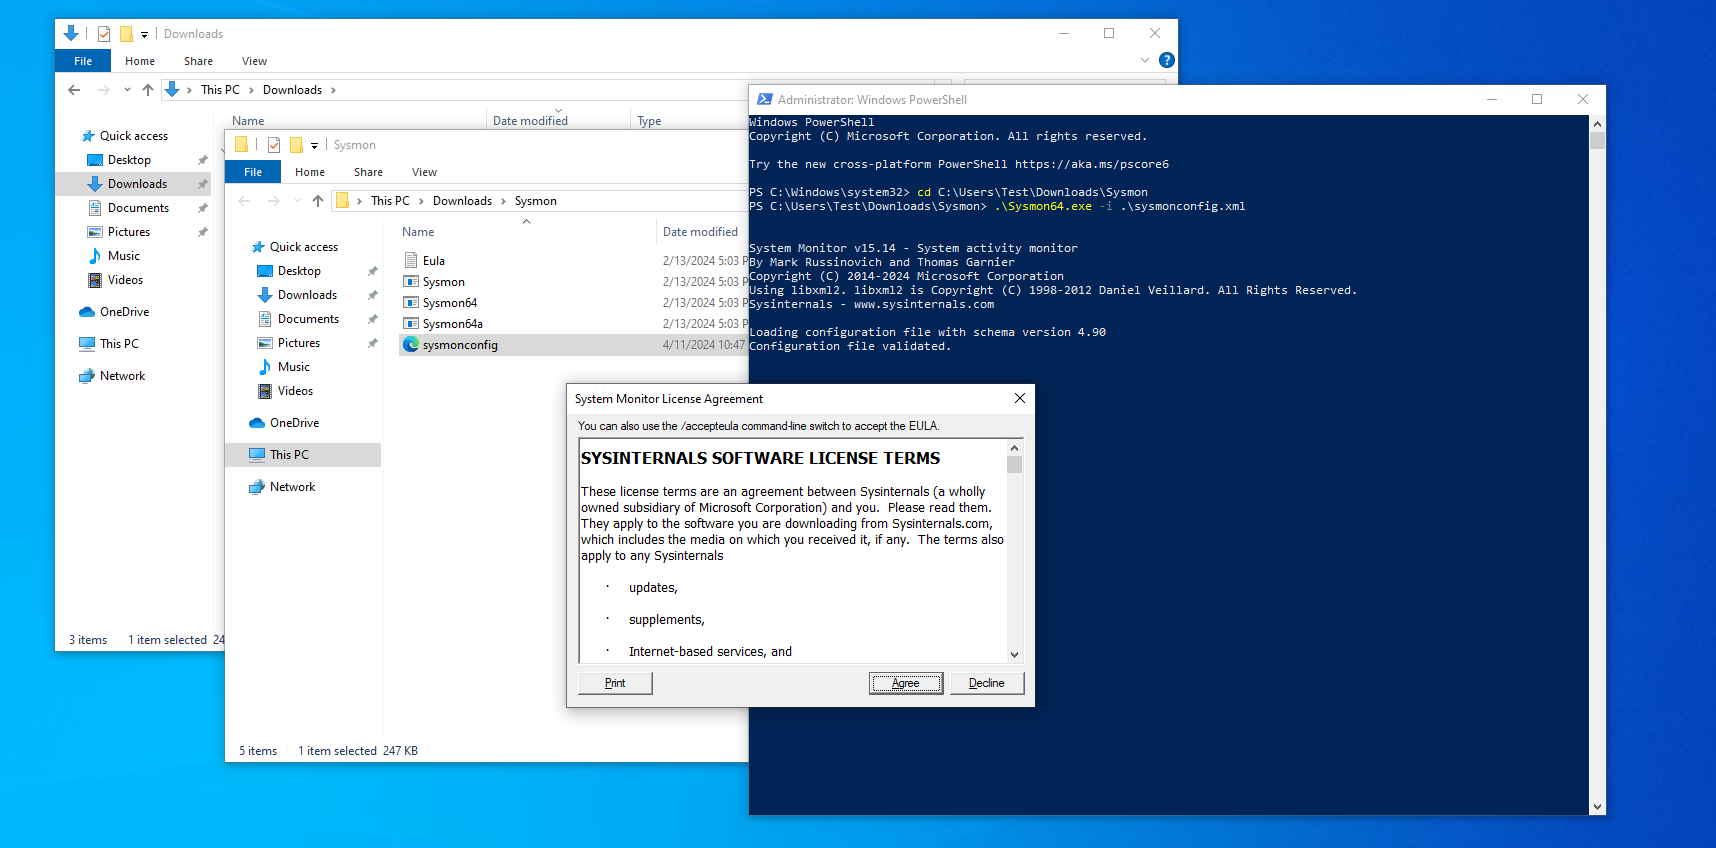 Downloads
File Home Share View
This PC Downloads
Name Date modified Type
Quick access
Desktop
Downloads
Documents
Pictures
Music
Videos
OneDrive
This PC
Network
3 items 1 item selected 24
Sysmon
File Home Share View
This PC Downloads Sysmon
Name Date modified
Quick access
Desktop
Downloads
Documents
Pictures
Music
Videos
OneDrive
This PC
Network
Eula 2/13/2024 5:03 P
Sysmon 2/13/2024 5:03 P
Sysmon64 2/13/2024 5:03 P
Sysmon64a 2/13/2024 5:03 P
sysmonconfig 4/11/2024 10:47
5 items 1 item selected 247 KB
Administrator: Windows PowerShell
Windows PowerShell
Copyright (C) Microsoft Corporation. All rights reserved.
Try the new cross-platform PowerShell https://aka.ms/pscore6
PS C:\Windows\system32> cd C:\Users\Test\Downloads\Sysmon
PS C:\Users\Test\Downloads\Sysmon> .\Sysmon64.exe -i .\sysmonconfig.xml
System Monitor v15.14 - System activity monitor
By Mark Russinovich and Thomas Garnier
Copyright (C) 2014-2024 Microsoft Corporation
Using libxml2. libxml2 is Copyright (C) 1998-2012 Daniel Veillard. All Rights Reserved.
Sysinternals - www.sysinternals.com
Loading configuration file with schema version 4.90
Configuration file validated.
System Monitor License Agreement
You can also use the /accepteula command-line switch to accept the EULA.
SYSINTERNALS SOFTWARE LICENSE TERMS
These license terms are an agreement between Sysinternals (a wholly
owned subsidiary of Microsoft Corporation) and you.  Please read them.
They apply to the software you are downloading from Sysinternals.com,
which includes the media on which you received it, if any.  The terms also
apply to any Sysinternals
· updates,
· supplements,
· Internet-based services, and
Print Agree Decline